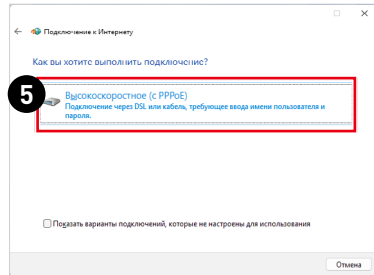 Подключение к Интернету
Как вы хотите выполнить подключение?
5
Высокоскоростное (с PPPoE)
Подключение через DSL или кабель, требующее ввода имени пользователя и
пароля.
Показать варианты подключений, которые не настроены для использования
Отмена